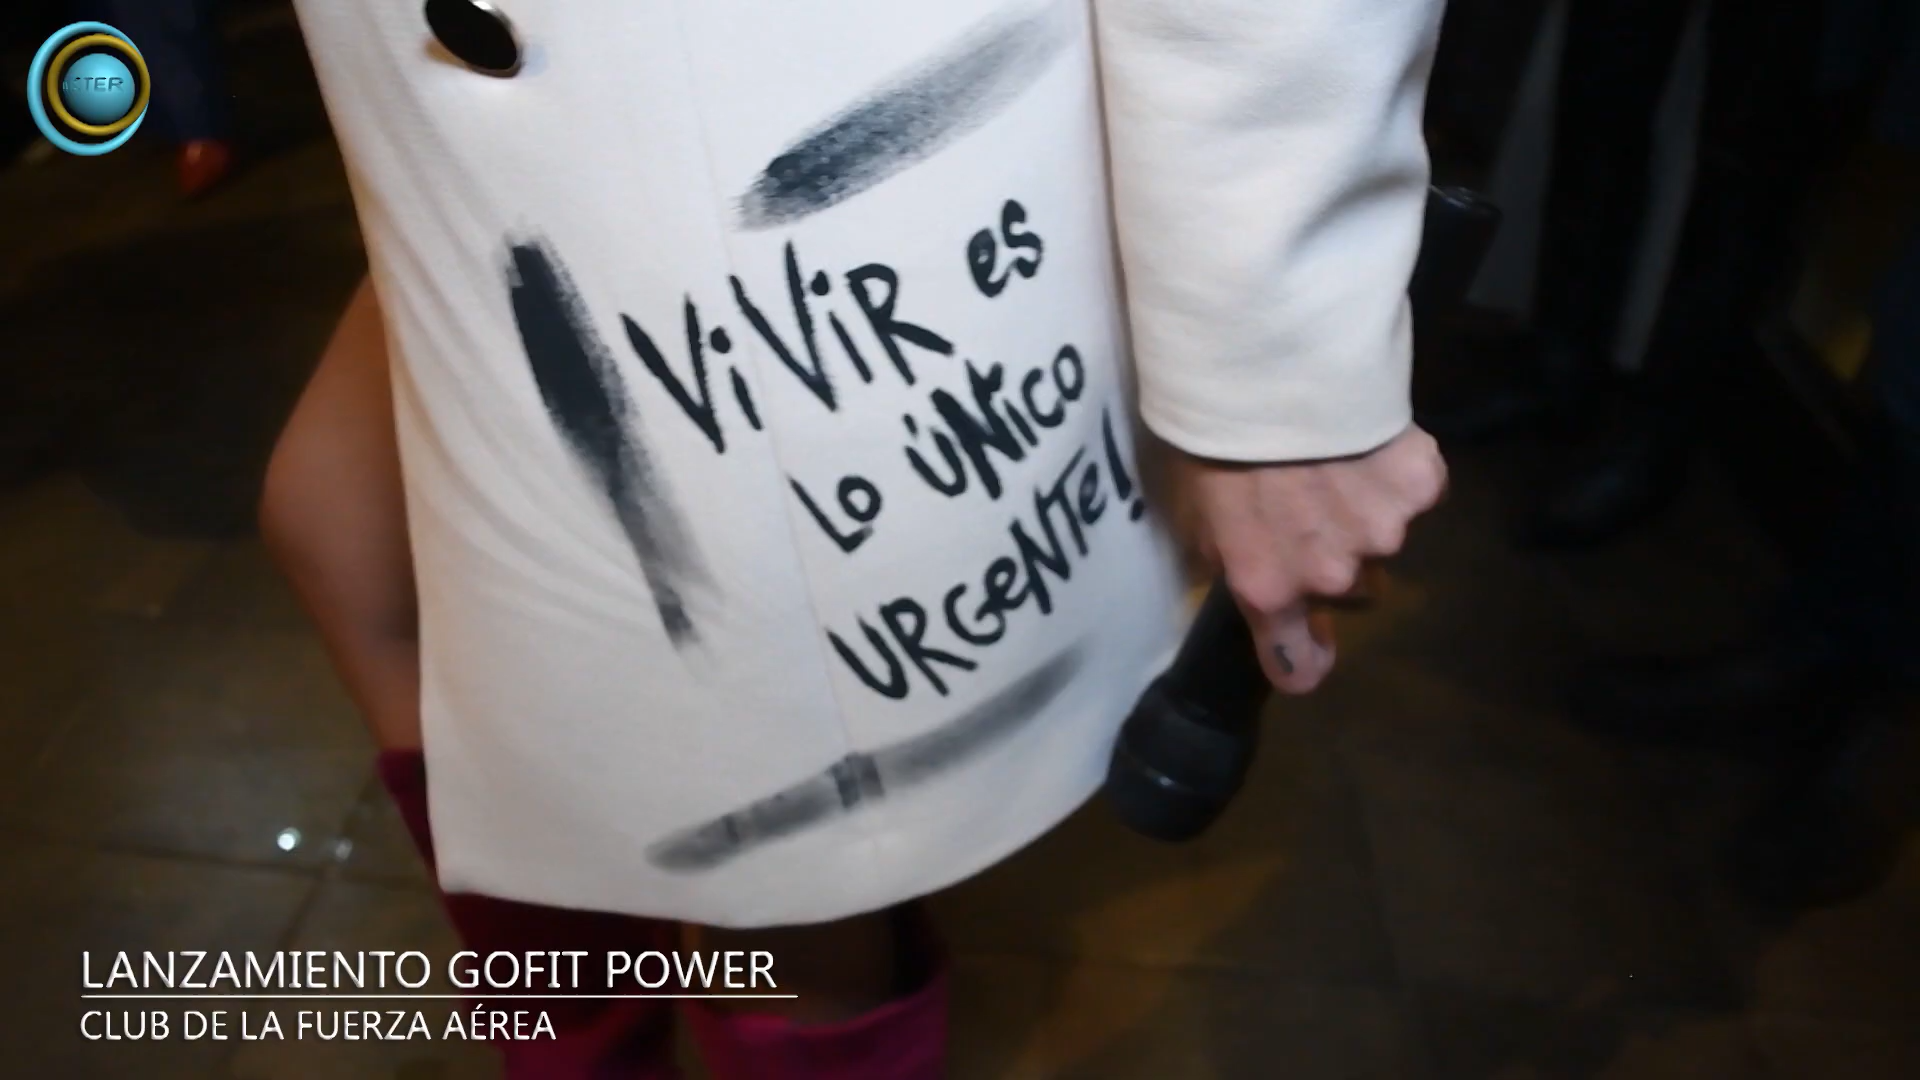 ViViR es
Lo úNico
URGeNTe!
LANZAMIENTO GOFIT POWER
CLUB DE LA FUERZA AÉREA